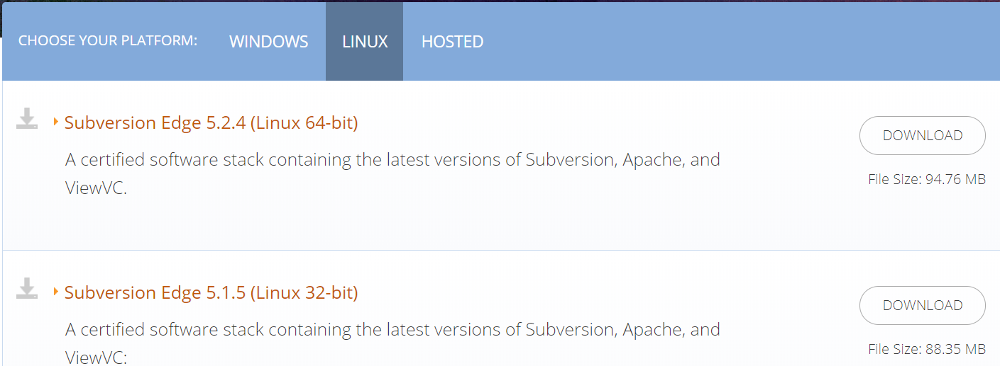 CHOOSE YOUR PLATFORM: WINDOWS LINUX HOSTED
Subversion Edge 5.2.4 (Linux 64-bit)
DOWNLOAD
A certified software stack containing the latest versions of Subversion, Apache, and
ViewVC.
File Size: 94.76 MB
Subversion Edge 5.1.5 (Linux 32-bit)
DOWNLOAD
A certified software stack containing the latest versions of Subversion, Apache, and
ViewVC:
File Size: 88.35 MB